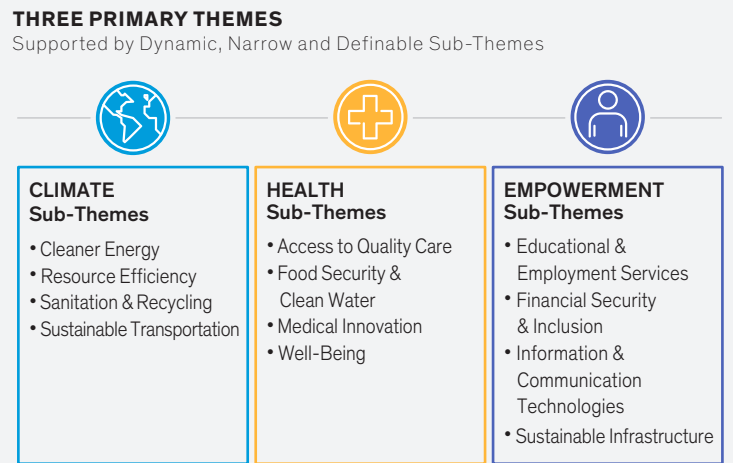 THREE PRIMARY THEMES
Supported by Dynamic, Narrow and Definable Sub-Themes
CLIMATE
Sub-Themes
• Cleaner Energy
• Resource Efficiency
• Sanitation & Recycling
• Sustainable Transportation
HEALTH
Sub-Themes
• Access to Quality Care
• Food Security &
Clean Water
• Medical Innovation
• Well-Being
EMPOWERMENT
Sub-Themes
• Educational &
Employment Services
• Financial Security
& Inclusion
• Information &
Communication
Technologies
• Sustainable Infrastructure